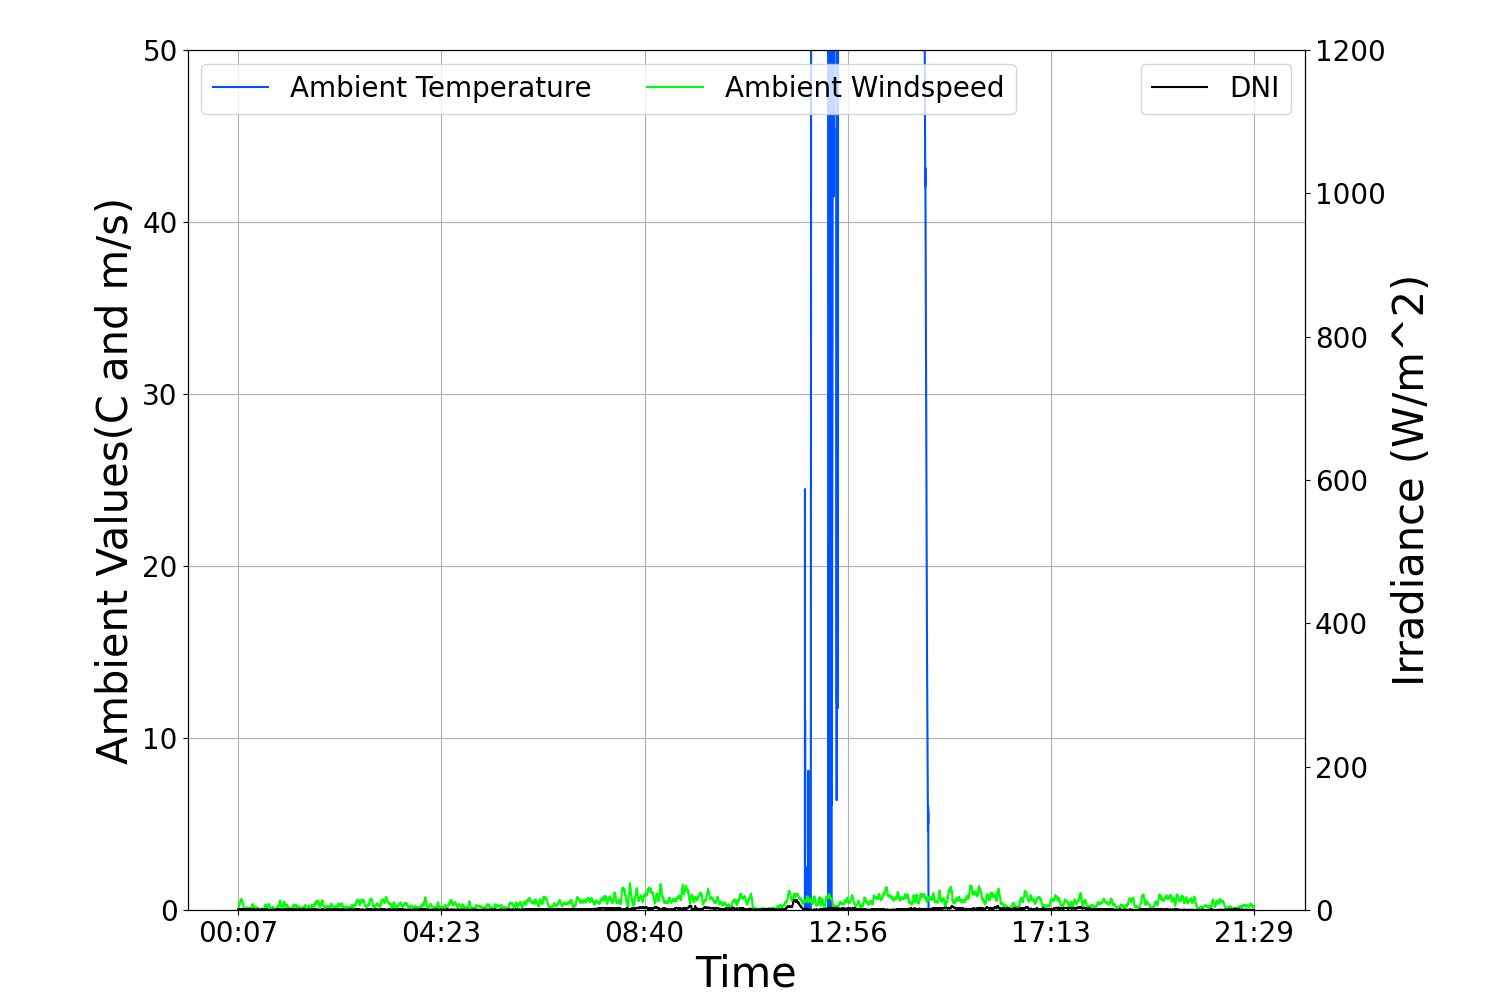 Ambient Temperature
Ambient Windspeed
DNI
50
40
30
20
10
0
Ambient Values(C and m/s)
1200
1000
800
600
400
200
0
Irradiance (W/m^2)
00:07 04:23 08:40 12:56 17:13 21:29
Time